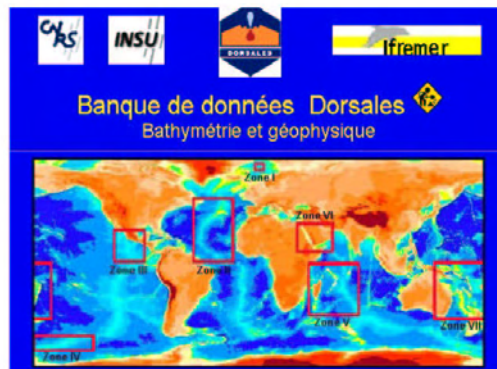 CNRS
INSU
DORSALES
Ifremer
Banque de données Dorsales
Bathymétrie et géophysique
Zone I
Zone VI
Zone III
Zone II
Zone V
Zone VII
Zone IV